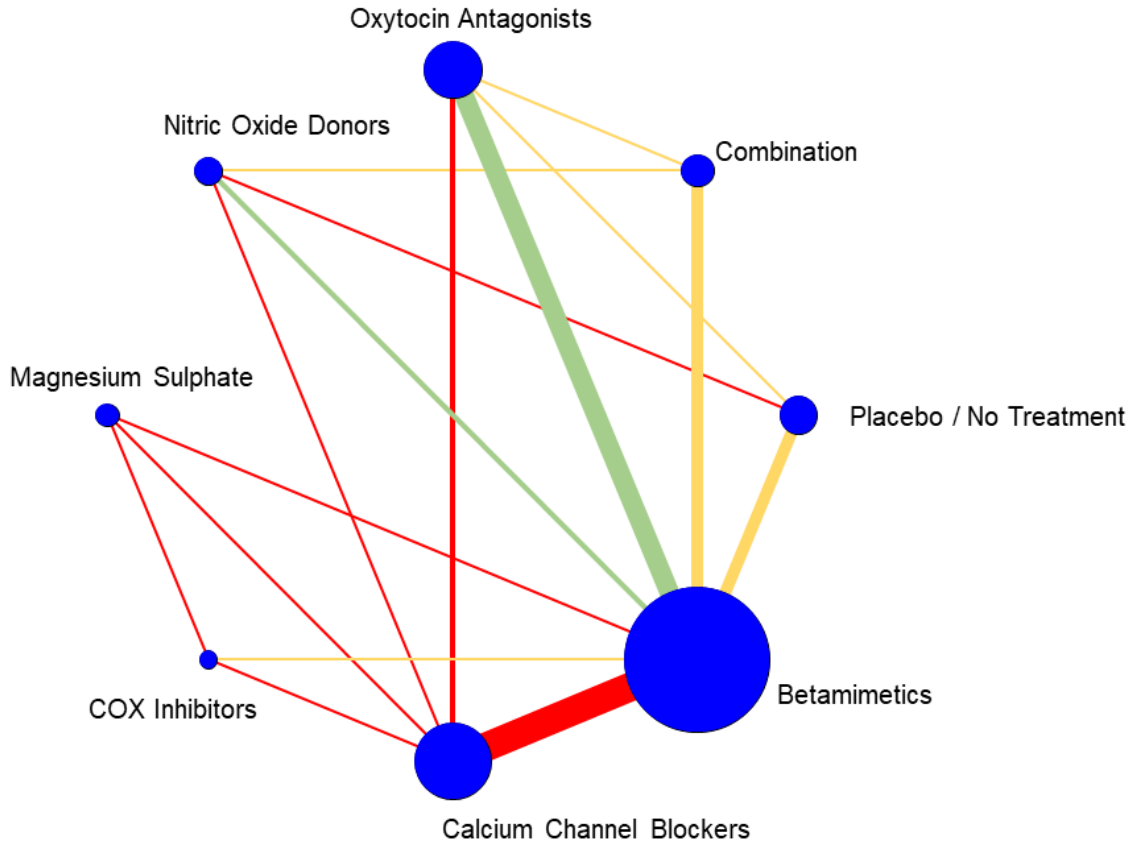 Oxytocin Antagonists
Nitric Oxide Donors
Combination
Magnesium Sulphate
Placebo / No Treatment
COX Inhibitors
Betamimetics
Calcium Channel Blockers